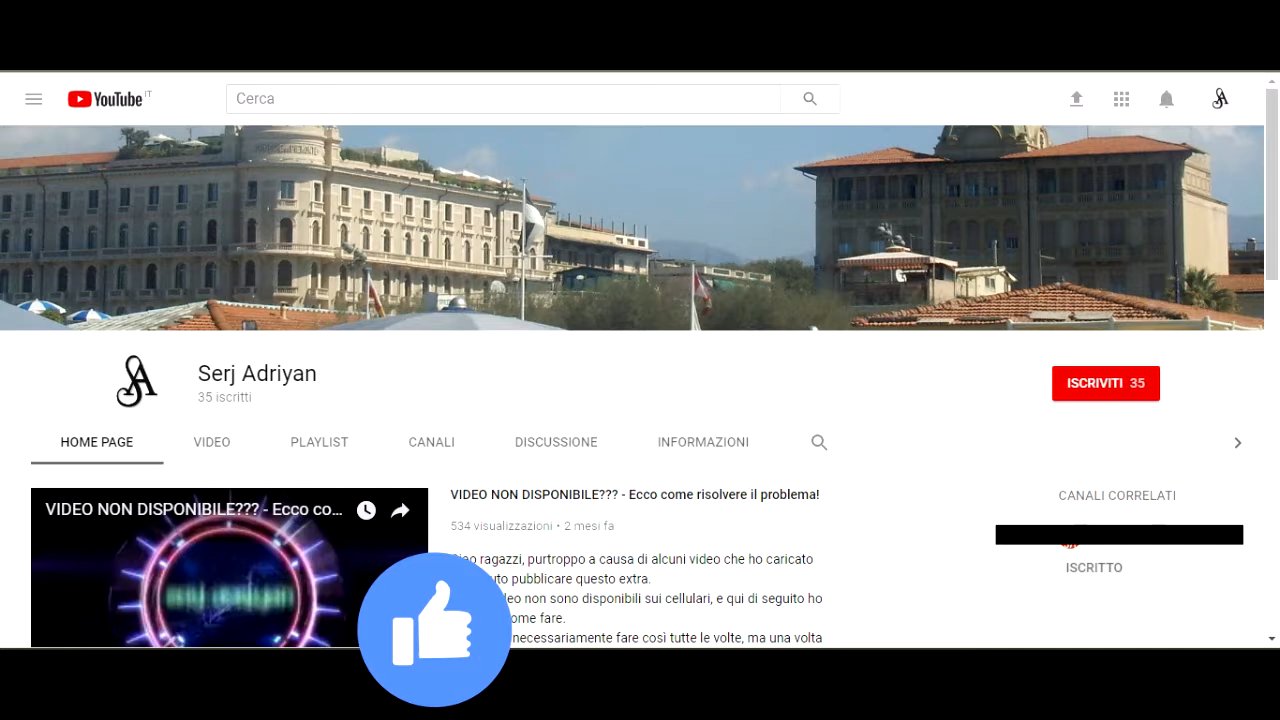 YouTube IT
Cerca
Serj Adriyan
35 iscritti
ISCRIVITI 35
HOME PAGE
VIDEO
PLAYLIST
CANALI
DISCUSSIONE
INFORMAZIONI
VIDEO NON DISPONIBILE??? - Ecco co...
VIDEO NON DISPONIBILE??? - Ecco come risolvere il problema!
534 visualizzazioni • 2 mesi fa
ragazzi, purtroppo a causa di alcuni video che ho caricato
pubblicare questo extra.
non sono disponibili sui cellulari, e qui di seguito ho
come fare.
necessariamente fare così tutte le volte, ma una volta
CANALI CORRELATI
ISCRITTO